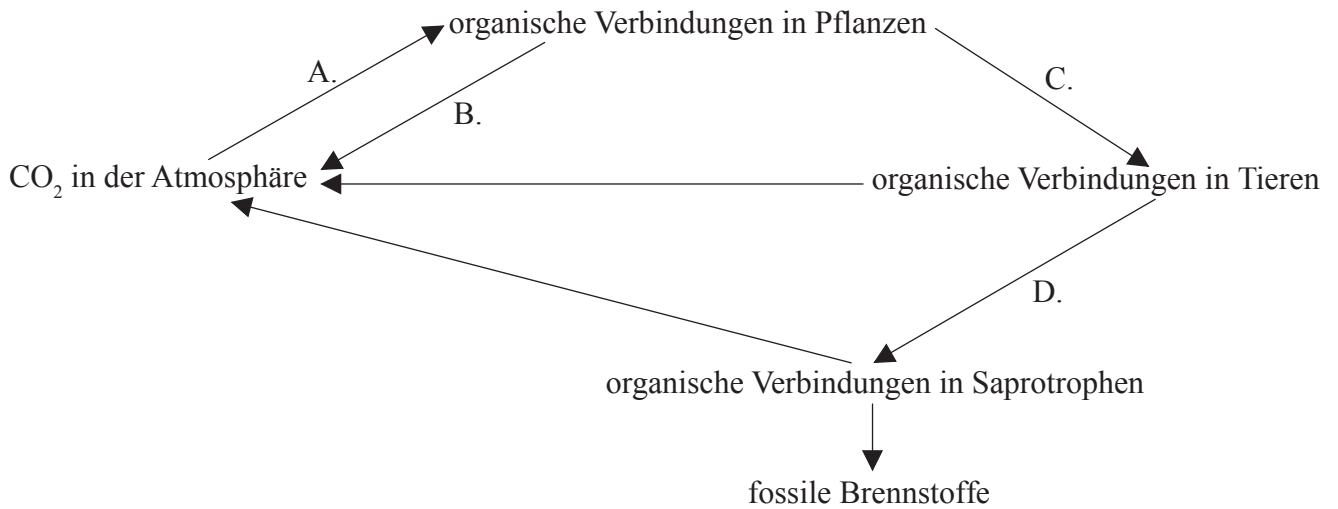 organische Verbindungen in Pflanzen
A.
C.
B.
CO₂ in der Atmosphäre
organische Verbindungen in Tieren
D.
organische Verbindungen in Saprotrophen
fossile Brennstoffe